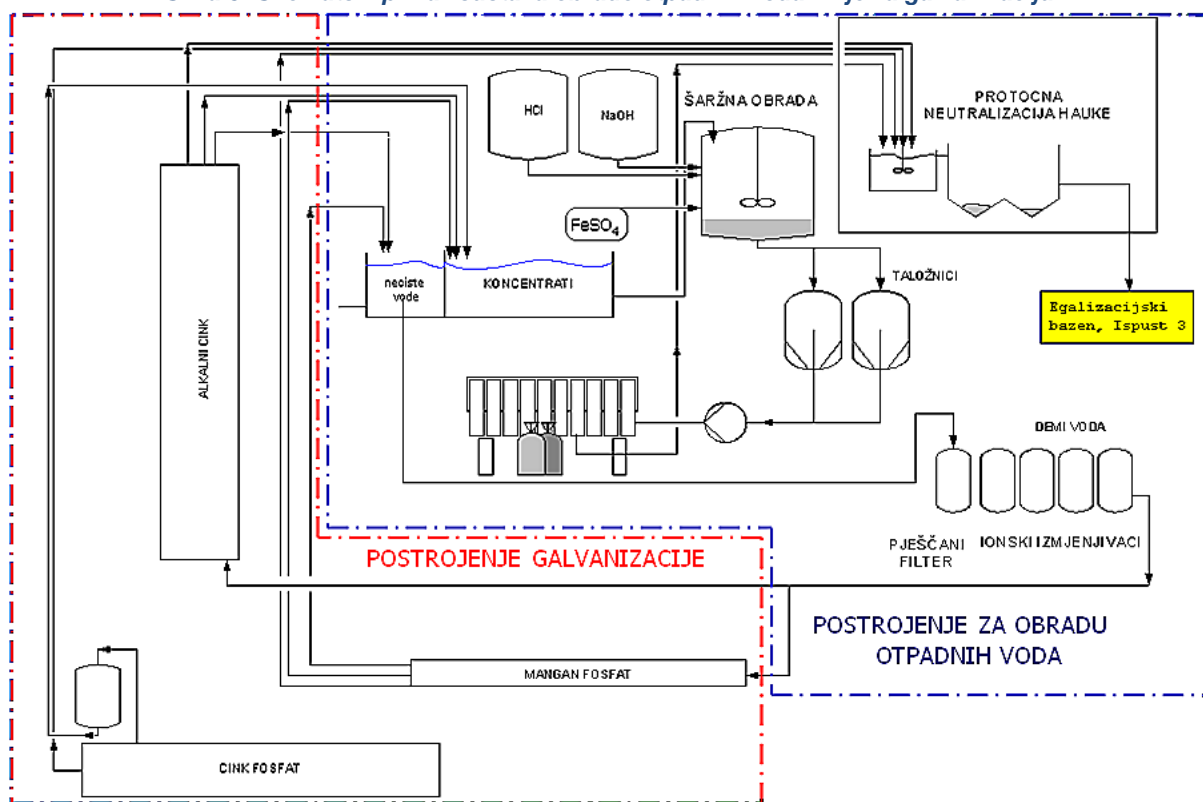 HCl
NaOH
ŠARŽNA OBRADA
PROTOCNA
NEUTRALIZACIJA HAUKE
FeSO4
neciste
vode
KONCENTRATI
TALOŽNICI
Egalizacijski
bazen, Ispust 3
ALKALNI CINK
DEMI VODA
PJEŠČANI
FILTER
IONSKI IZMJENJIVACI
POSTROJENJE GALVANIZACIJE
POSTROJENJE ZA OBRADU
OTPADNIH VODA
MANGAN FOSFAT
CINK FOSFAT